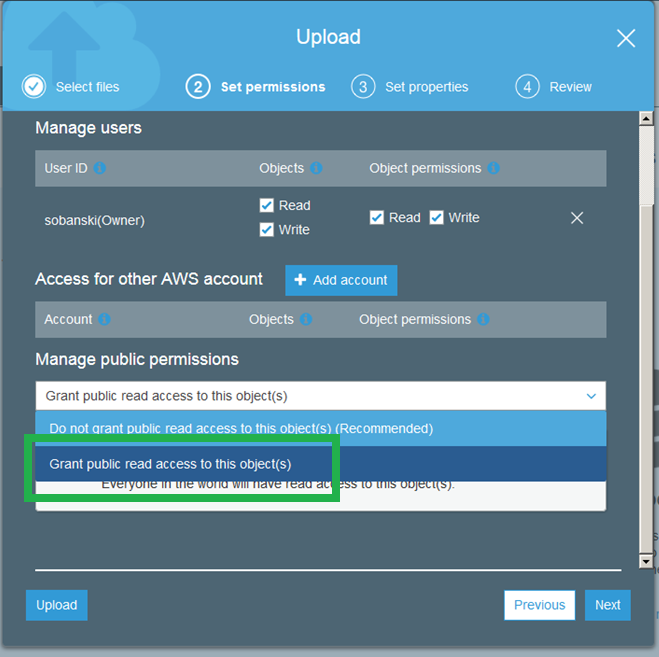 Upload
Select files
2 Set permissions
3 Set properties
4 Review
Manage users
User ID Objects Object permissions
sobanski(Owner)
Read
Write
Read Write
Access for other AWS account
Add account
Account Objects Object permissions
Manage public permissions
Grant public read access to this object(s)
Do not grant public read access to this object(s) (Recommended)
Grant public read access to this object(s)
Everyone in the world will have read access to this object(s).
Upload
Previous
Next